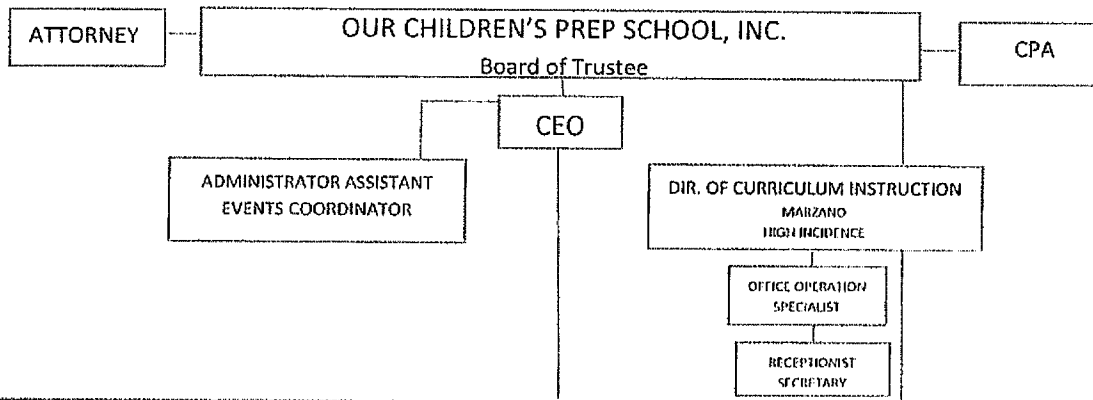 ATTORNEY
OUR CHILDREN'S PREP SCHOOL, INC.
Board of Trustee
CPA
CEO
ADMINISTRATOR ASSISTANT
EVENTS COORDINATOR
DIR. OF CURRICULUM INSTRUCTION
MARZANO
HIGH INCIDENCE
OFFICE OPERATION
SPECIALIST
RECEPTIONIST
SECRETARY